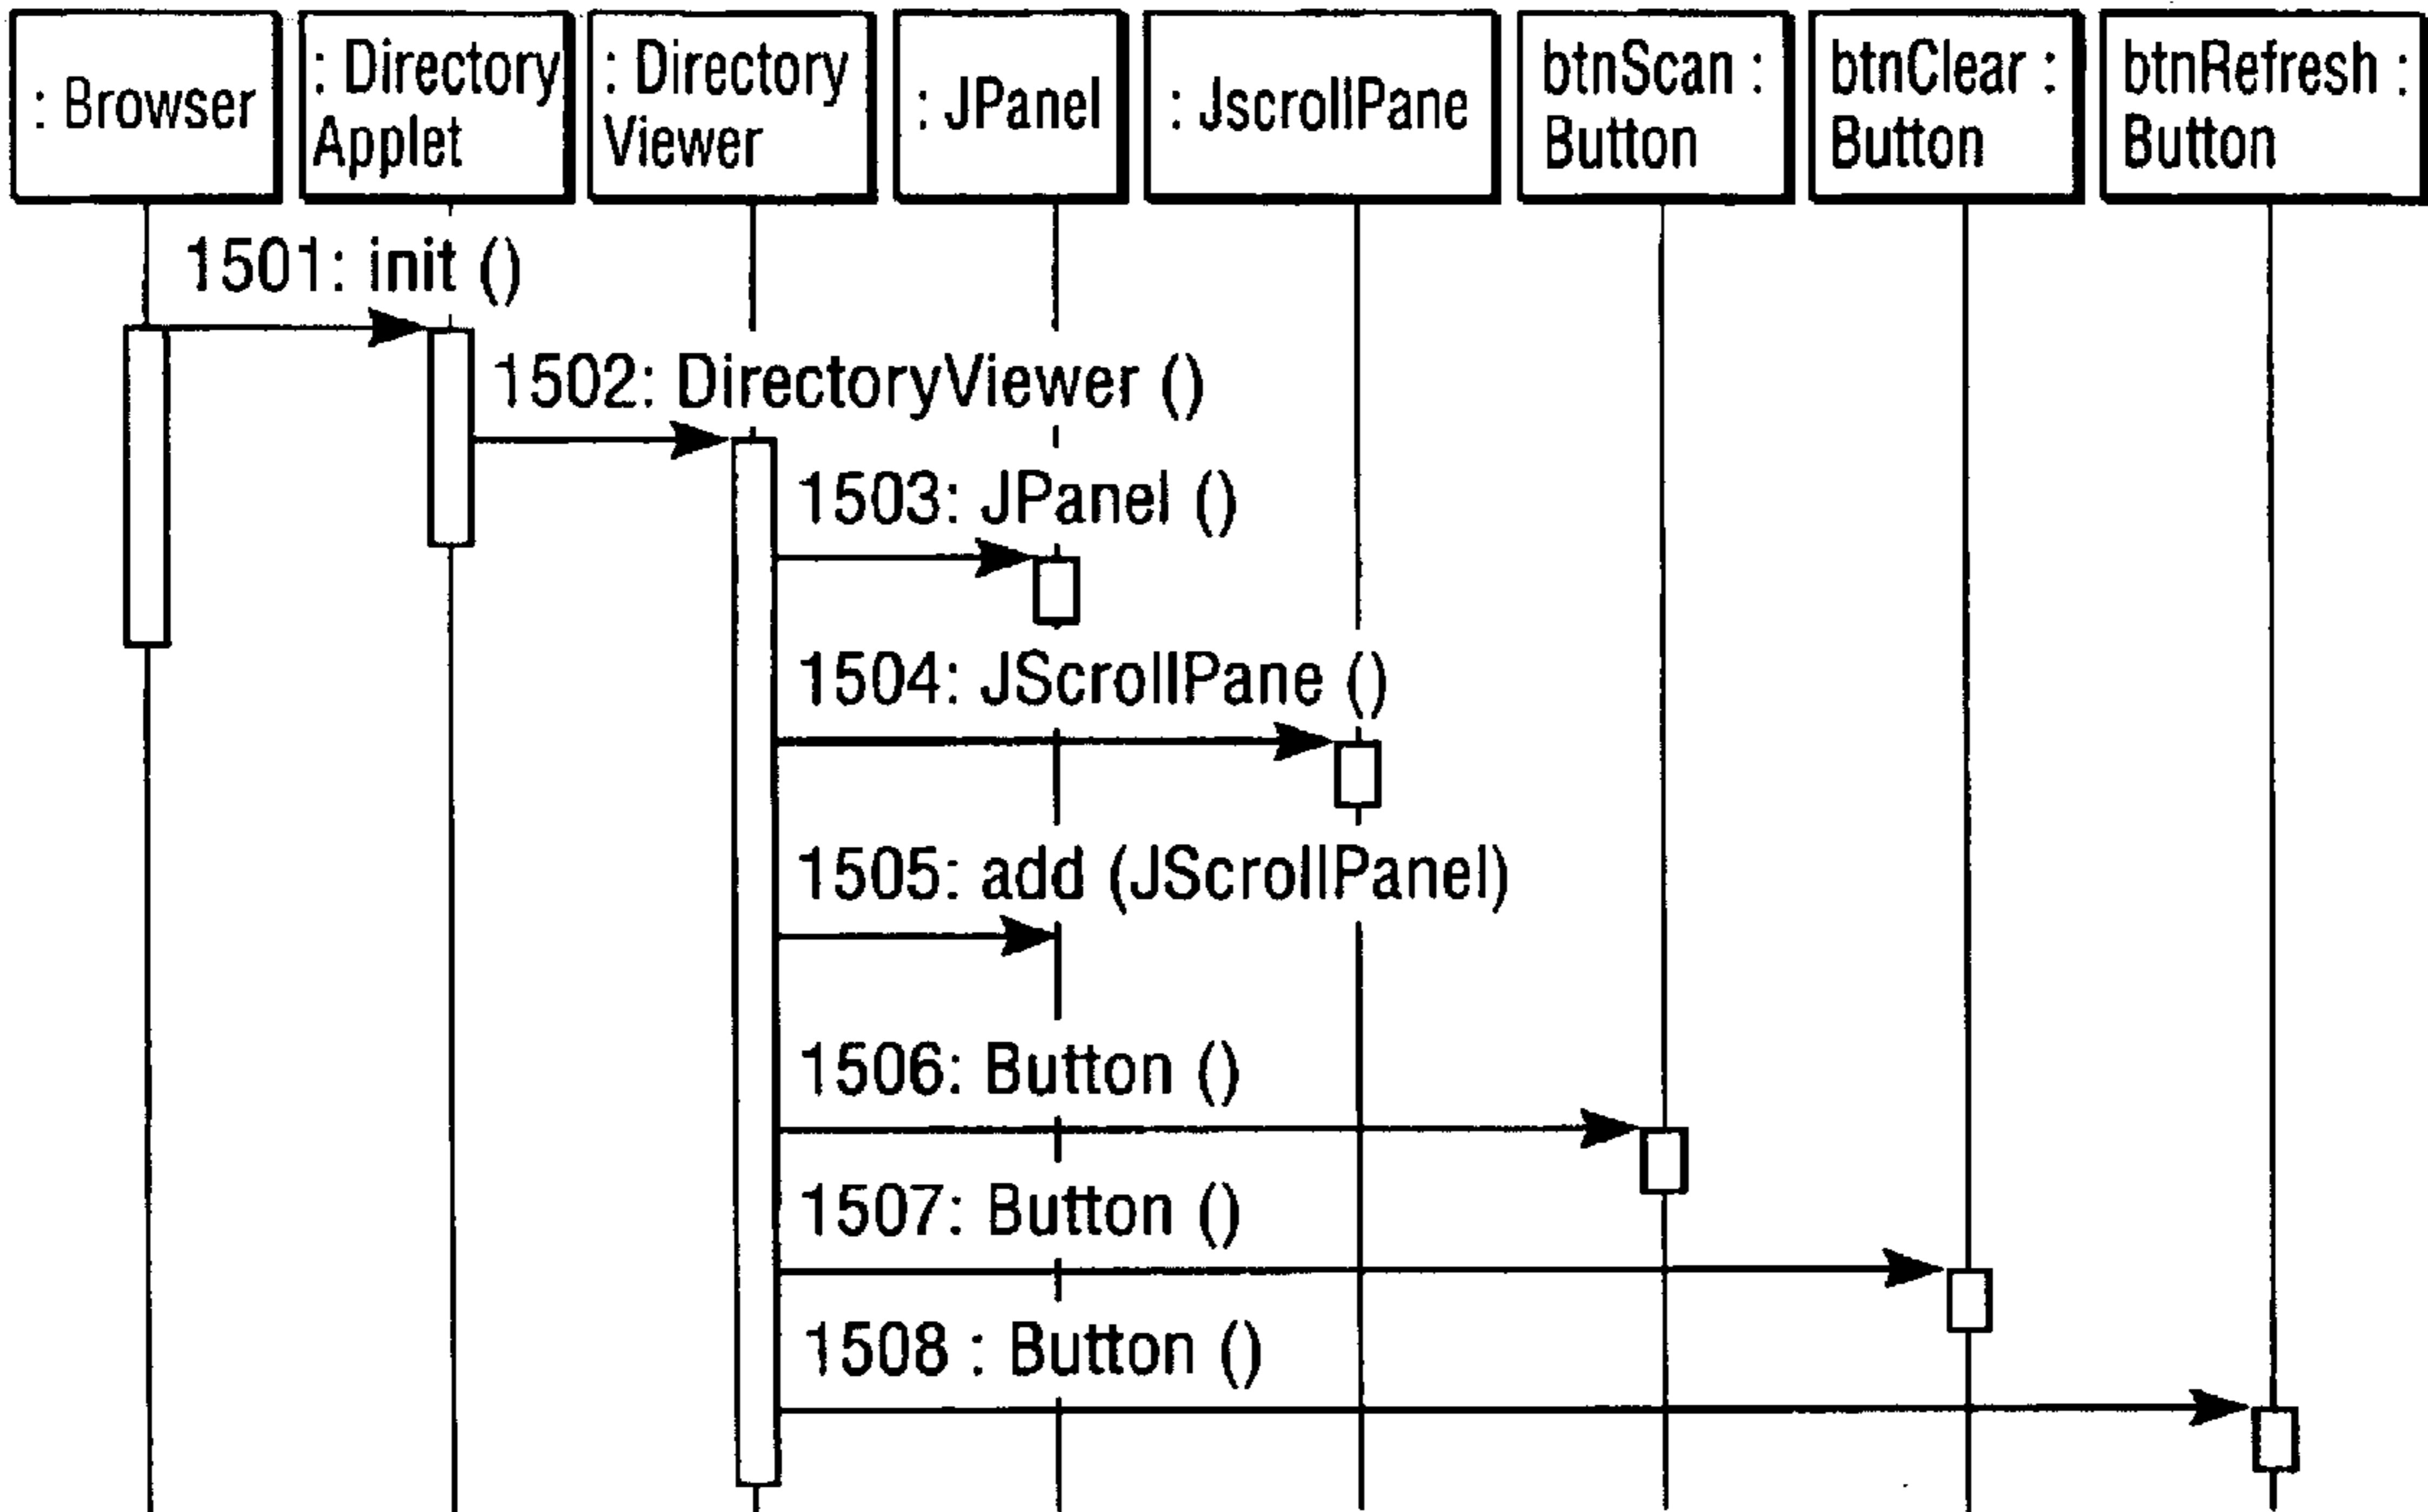 : Browser
: Directory
Applet
: Directory
Viewer
: JPanel
: JscrollPane
btnScan :
Button
btnClear :
Button
btnRefresh :
Button
1501: init ()
1502: DirectoryViewer ()
1503: JPanel ()
1504: JScrollPane ()
1505: add (JScrollPanel)
1506: Button ()
1507: Button ()
1508 : Button ()